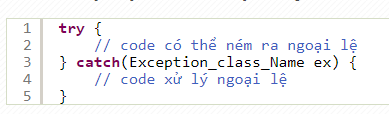 1 try {
2 // code có thể ném ra ngoại lệ
3 } catch(Exception_class_Name ex) {
4 // code xử lý ngoại lệ
5 }